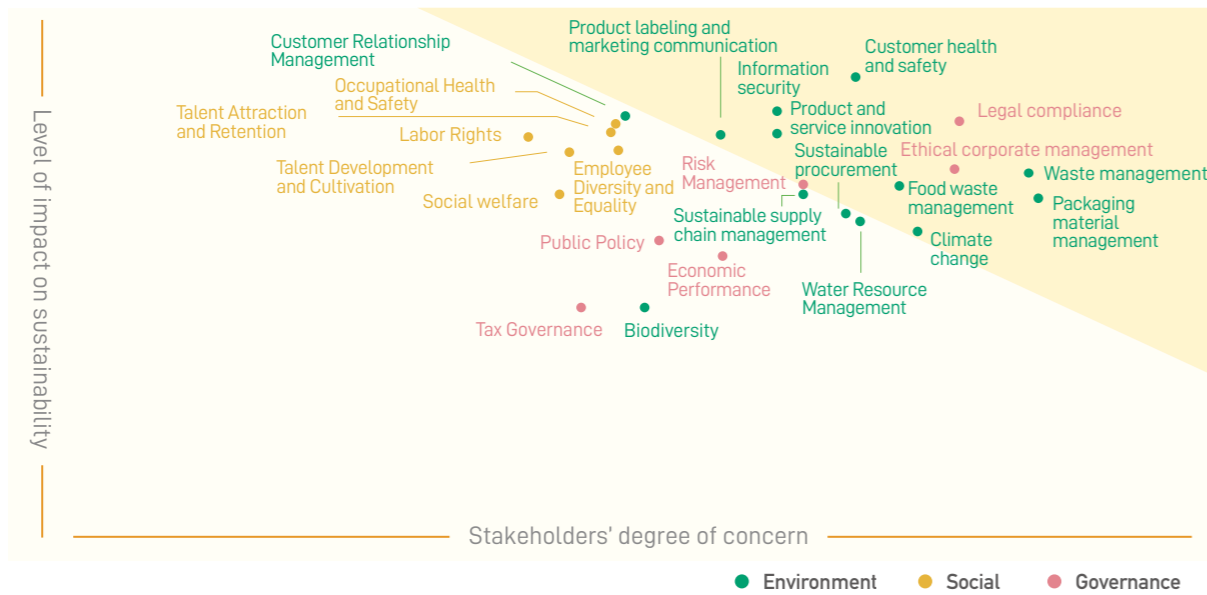 Product labeling and
marketing communication
Customer Relationship
Management
Customer health
and safety
Information
security
Occupational Health
and Safety
Talent Attraction
and Retention
Product and
service innovation
Legal compliance
Labor Rights
Sustainable
procurement
Ethical corporate management
Talent Development
and Cultivation
Employee
Diversity and
Equality
Risk
Management
Waste management
Social welfare
Food waste
management
Packaging
material
management
Sustainable supply
chain management
Public Policy
Climate
change
Economic
Performance
Water Resource
Management
Tax Governance
Biodiversity
Level of impact on sustainability
Stakeholders' degree of concern
Environment
Social
Governance